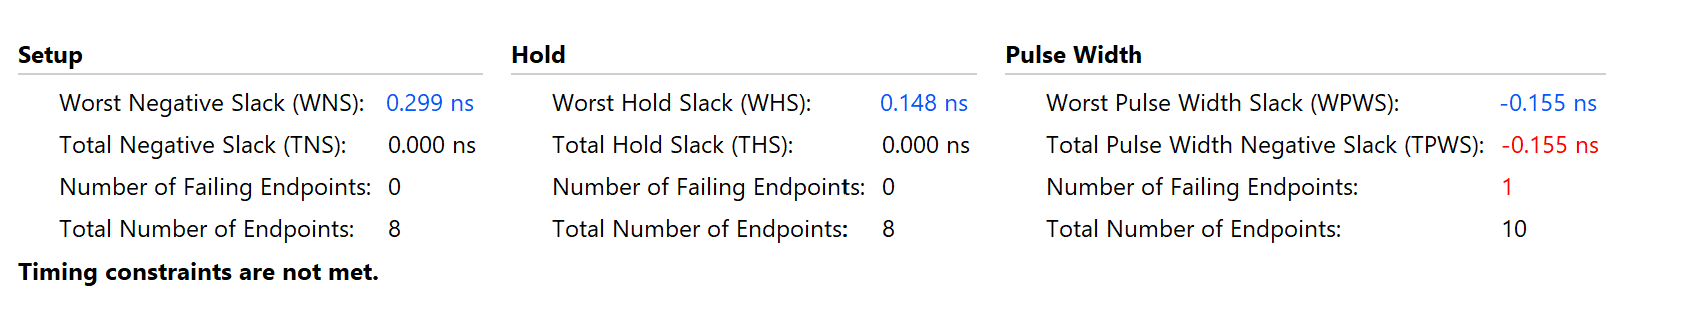 Setup
Worst Negative Slack (WNS): 0.299 ns
Total Negative Slack (TNS): 0.000 ns
Number of Failing Endpoints: 0
Total Number of Endpoints: 8
Hold
Worst Hold Slack (WHS): 0.148 ns
Total Hold Slack (THS): 0.000 ns
Number of Failing Endpoints: 0
Total Number of Endpoints: 8
Pulse Width
Worst Pulse Width Slack (WPWS): -0.155 ns
Total Pulse Width Negative Slack (TPWS): -0.155 ns
Number of Failing Endpoints: 1
Total Number of Endpoints: 10
Timing constraints are not met.